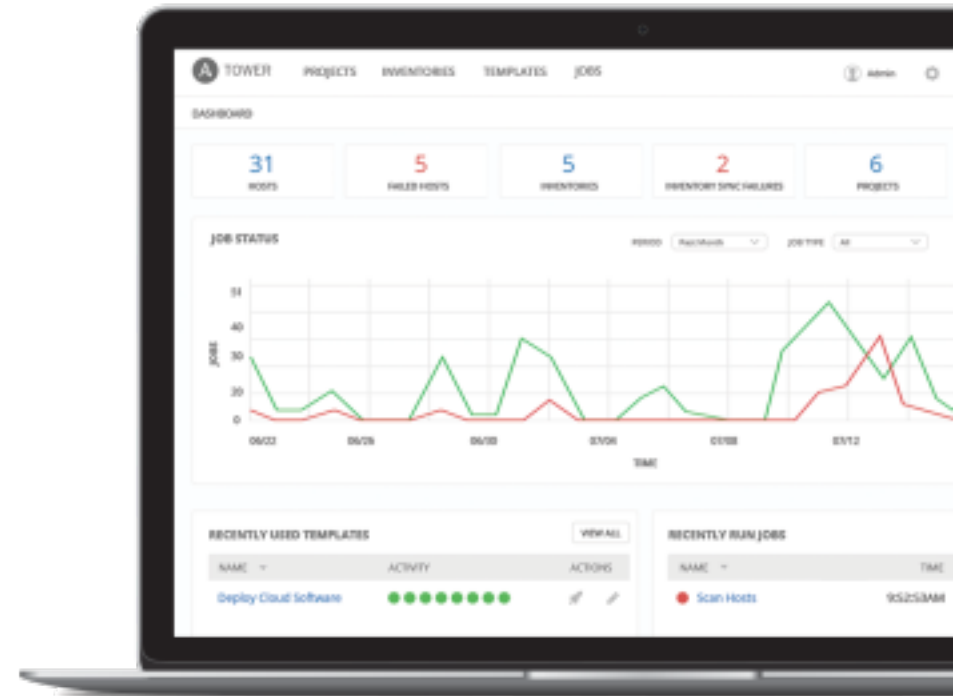 A TOWER PROJECTS INVENTORIES TEMPLATES JOBS Admin
DASHBOARD
31 5 5 2 6
HOSTS FAILED HOSTS INVENTORIES INVENTORY SYNC FAILURES PROJECTS
JOB STATUS PERIOD Past Month JOB TYPE All
51
40
30
20
0
JOBS
06/22 06/26 06/30 07/04 07/08 07/12
TIME
RECENTLY USED TEMPLATES VIEW ALL RECENTLY RUN JOBS
NAME ACTIVITY ACTIONS NAME TIME
Deploy Cloud Software Scan Hosts 9:52:53AM